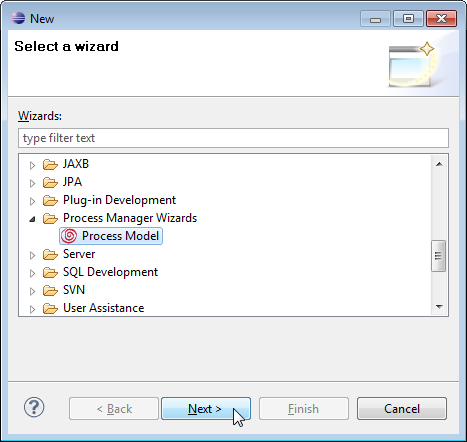 New
Select a wizard
Wizards:
type filter text
JAXB
JPA
Plug-in Development
Process Manager Wizards
Process Model
Server
SQL Development
SVN
User Assistance
?
< Back
Next >
Finish
Cancel